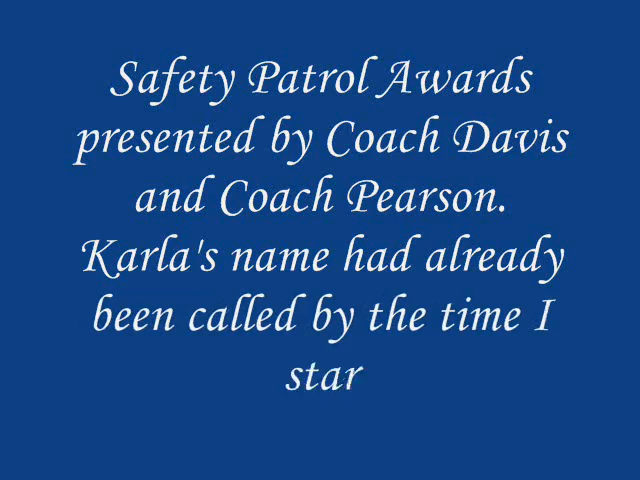 Safety Patrol Awards
presented by Coach Davis
and Coach Pearson.
Karla's name had already
been called by the time I
star